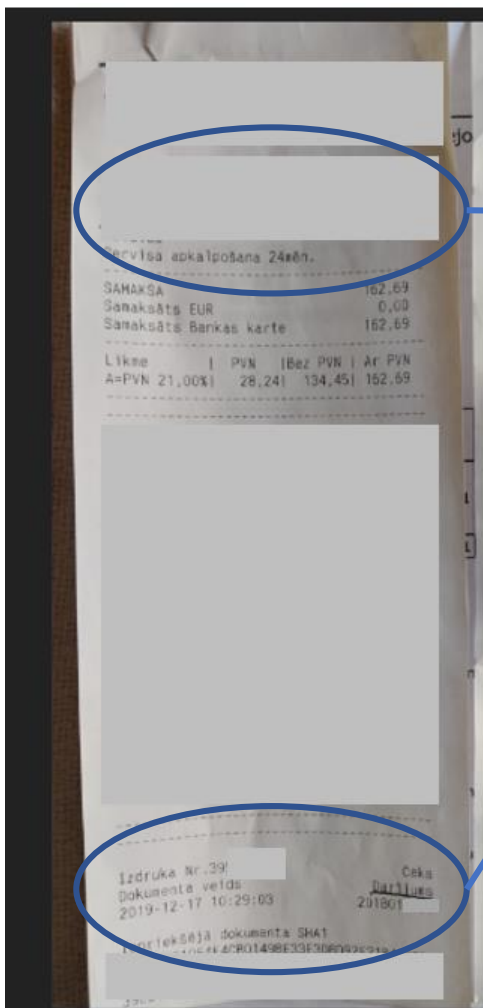 Servisa apkalpošana 24mēn.
SAMAKSA 162,69
Samaksāts EUR 0,00
Samaksāts Bankas karte 162,69
Likme | PVN |Bez PVN | Ar PVN
A=PVN 21,00%| 28,24| 134,45| 162,69
Izdruka Nr.39 Čeks
Dokumenta veids Darījums
2019-12-17 10:29:03 201801
Iepriekšējā dokumenta SHA1